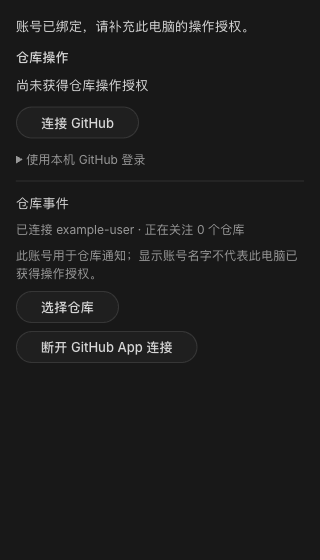 账号已绑定，请补充此电脑的操作授权。
仓库操作
尚未获得仓库操作授权
连接 GitHub
使用本机 GitHub 登录
仓库事件
已连接 example-user · 正在关注 0 个仓库
此账号用于仓库通知；显示账号名字不代表此电脑已
获得操作授权。
选择仓库
断开 GitHub App 连接